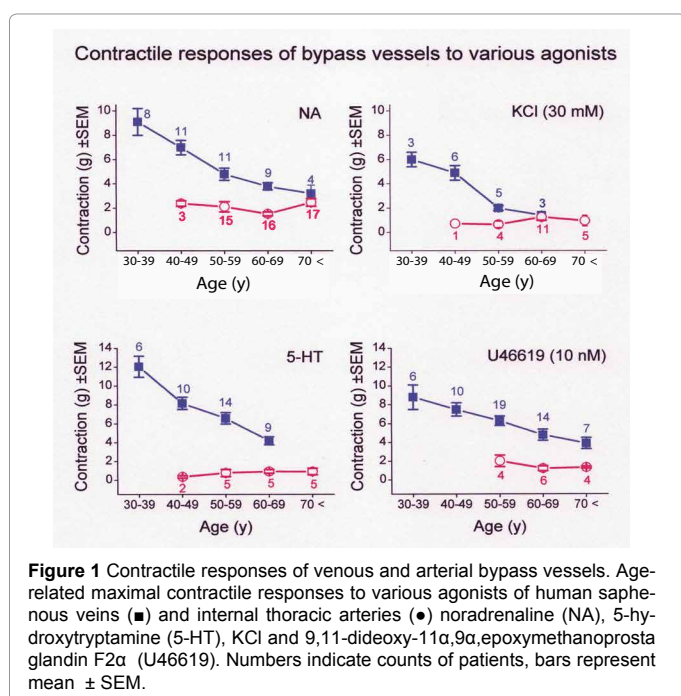 Contractile responses of bypass vessels to various agonists
NA
Contraction (g) ±SEM
10
8
6
4
2
0
8
11
11
9
4
3
15
16
17
30-39 40-49 50-59 60-69 70 <
Age (y)
KCl (30 mM)
Contraction (g) ±SEM
10
8
6
4
2
0
3
6
5
3
1
4
11
5
30-39 40-49 50-59 60-69 70 <
Age (y)
5-HT
Contraction (g) ±SEM
14
12
10
8
6
4
2
0
6
10
14
9
2
5
5
5
30-39 40-49 50-59 60-69 70 <
Age (y)
U46619 (10 nM)
Contraction (g) ±SEM
14
12
10
8
6
4
2
0
6
10
19
14
7
4
6
4
30-39 40-49 50-59 60-69 70 <
Age (y)
Figure 1 Contractile responses of venous and arterial bypass vessels. Age-
related maximal contractile responses to various agonists of human saphe-
nous veins (■) and internal thoracic arteries (●) noradrenaline (NA), 5-hy-
droxytryptamine (5-HT), KCl and 9,11-dideoxy-11α,9α,epoxymethanoprosta
glandin F2α (U46619). Numbers indicate counts of patients, bars represent
mean ± SEM.